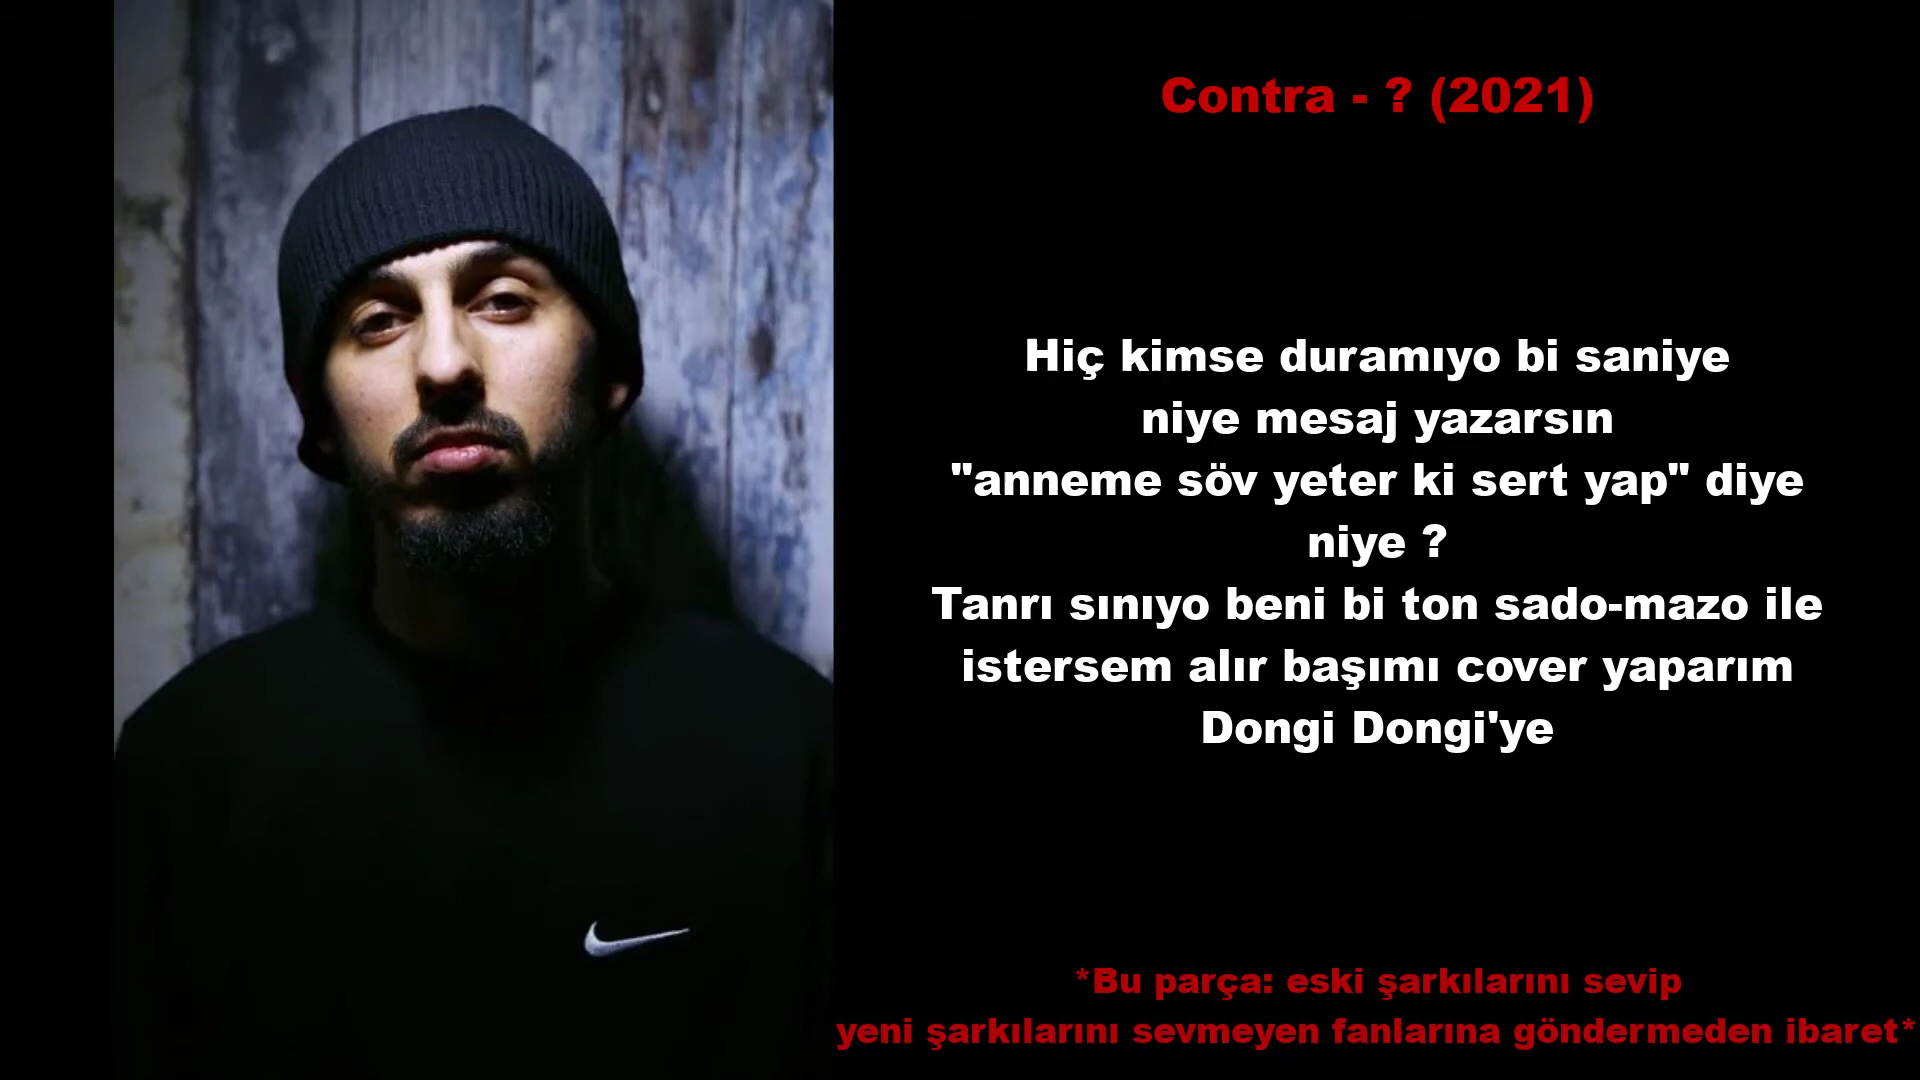 Contra - ? (2021)
Hiç kimse duramıyo bi saniye
niye mesaj yazarsın
"anneme söv yeter ki sert yap" diye
niye ?
Tanrı sınıyo beni bi ton sado-mazo ile
istersem alır başımı cover yaparım
Dongi Dongi'ye
*Bu parça: eski şarkılarını sevip
yeni şarkılarını sevmeyen fanlarına göndermeden ibaret*